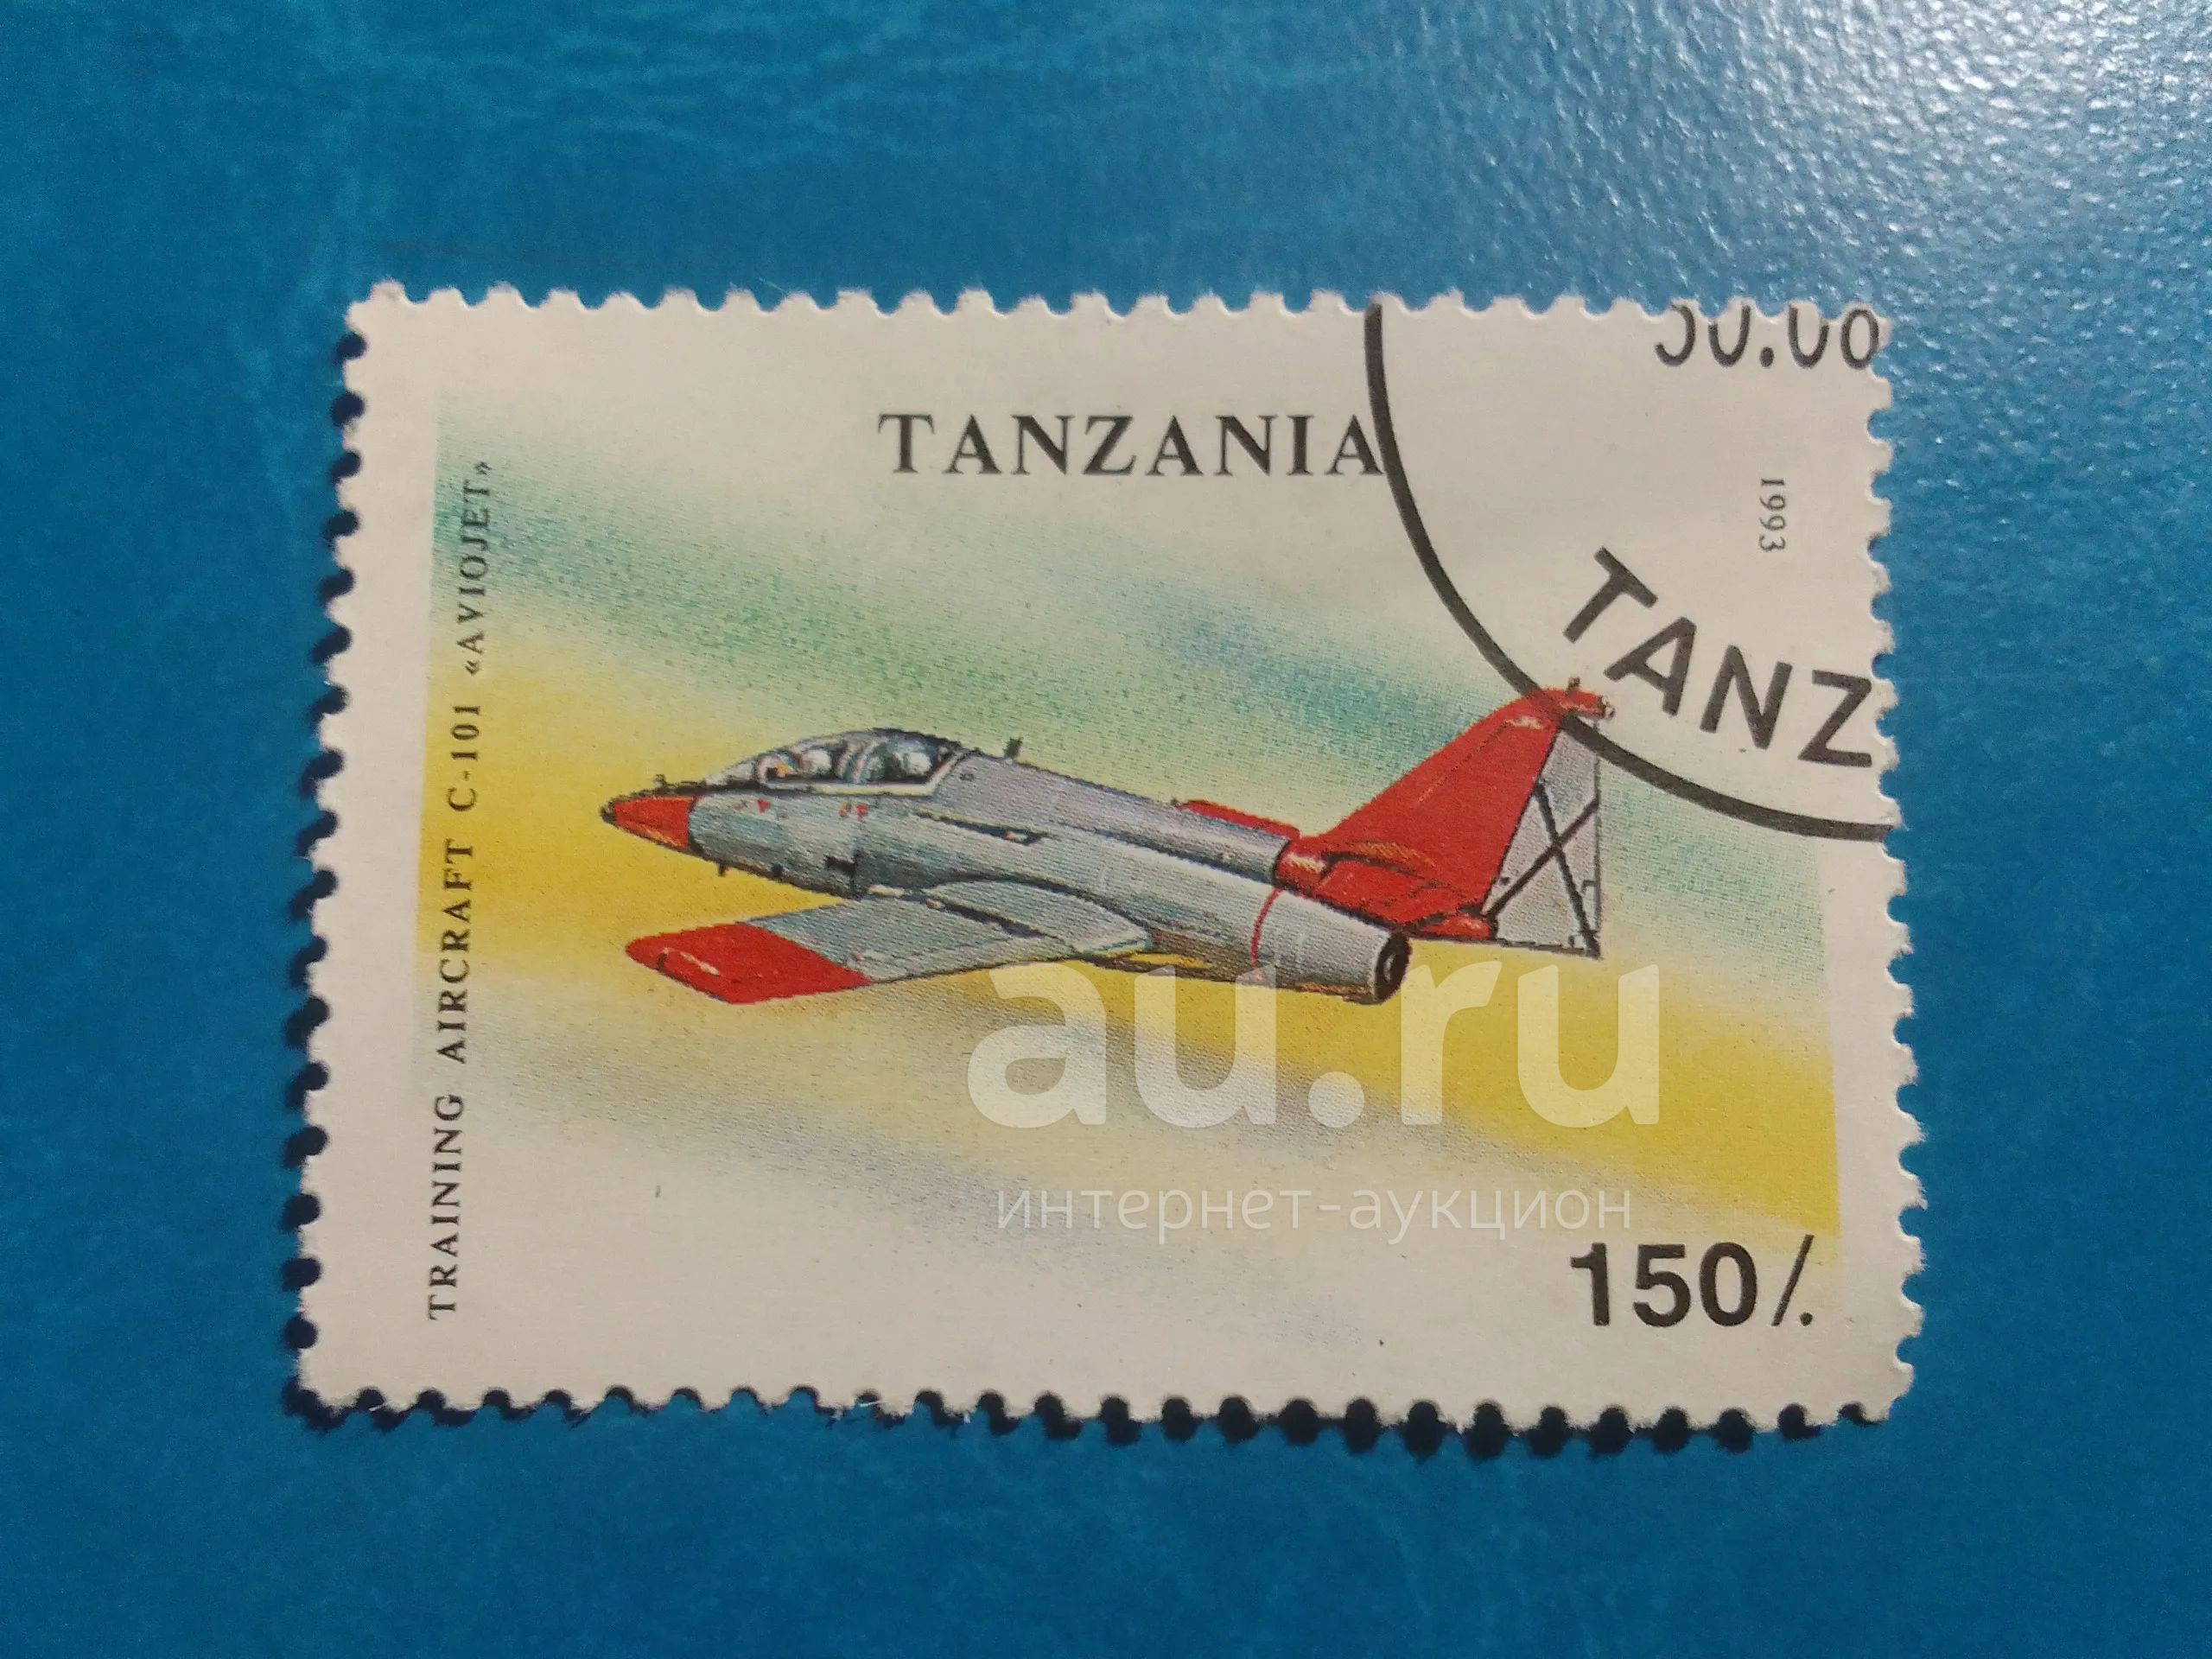 TANZANIA
1993
TANZ
TRAINING AIRCRAFT C-101 «AVIOJET»
au.ru
интернет-аукцион
150/.